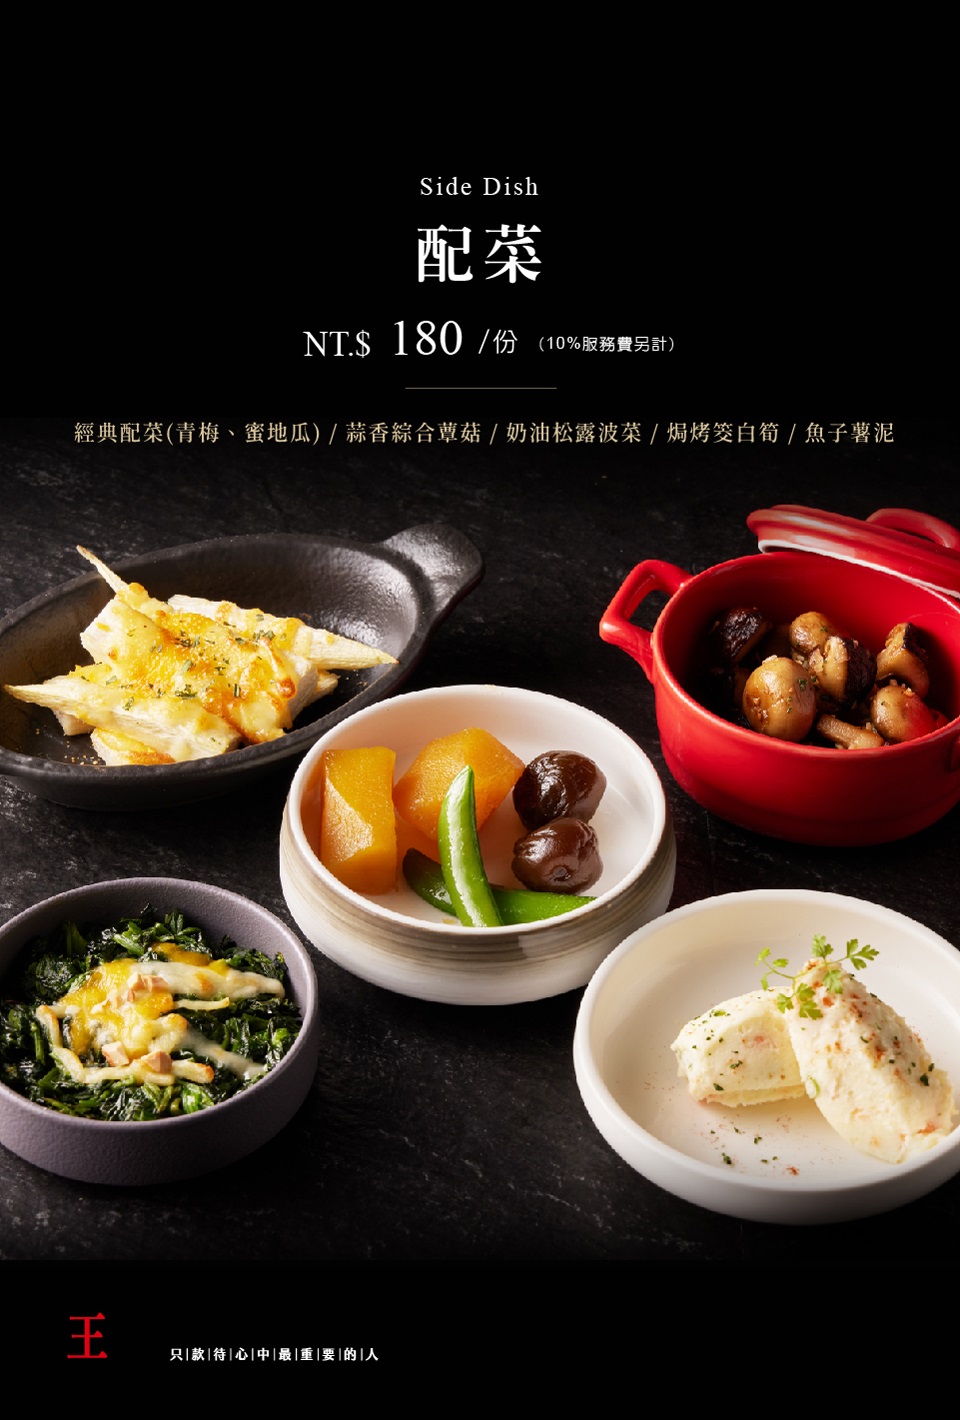 Side Dish
配菜
NT.$ 180 /份 (10%服務費另計)
經典配菜(青梅、蜜地瓜) / 蒜香綜合蕈菇 / 奶油松露波菜 / 焗烤筊白筍 / 魚子薯泥
王
只|款|待|心|中|最|重|要|的|人